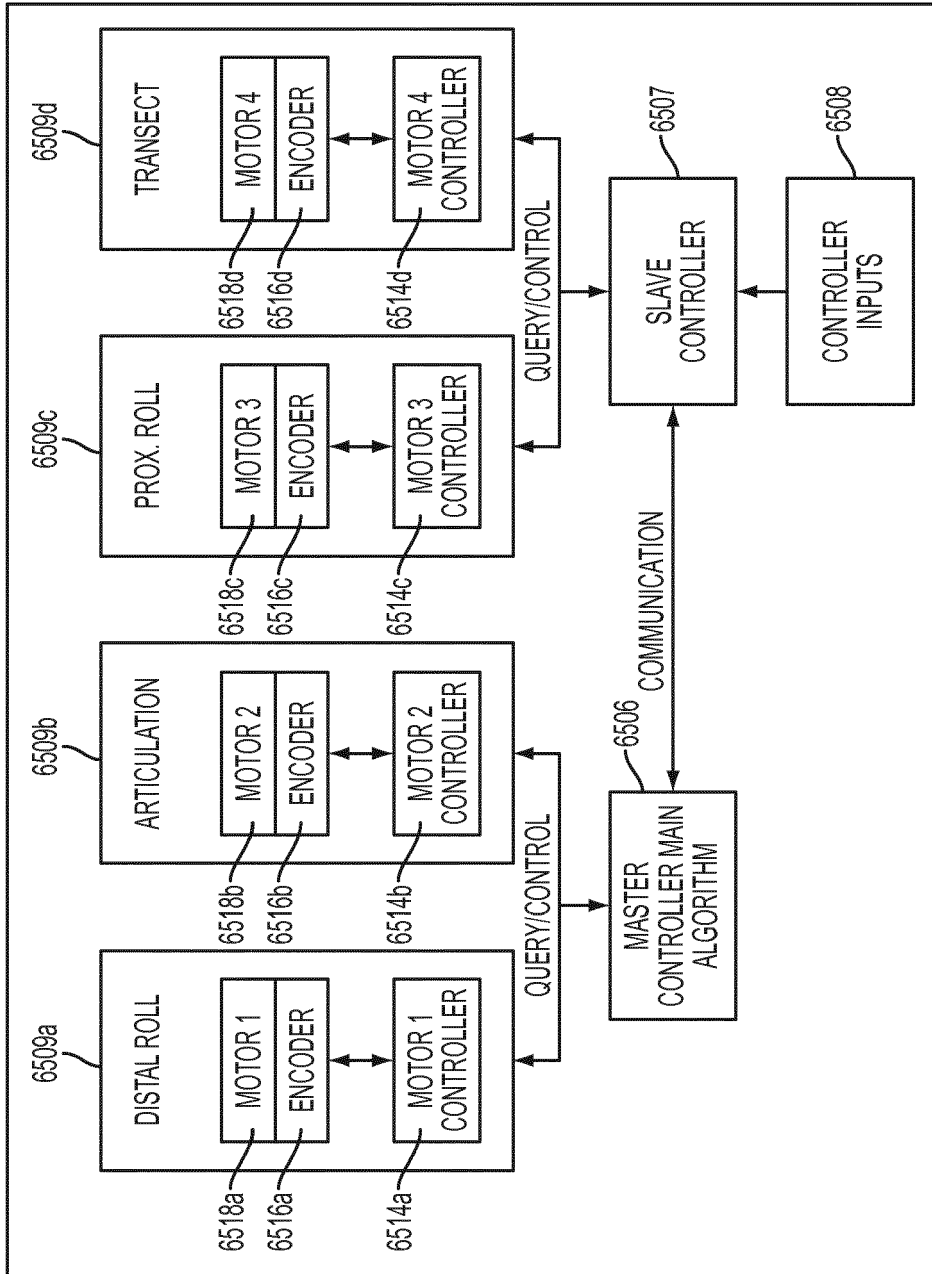 6509a
DISTAL ROLL
6518a
MOTOR 1
6516a
ENCODER
6514a
MOTOR 1
CONTROLLER
6509b
ARTICULATION
6518b
MOTOR 2
6516b
ENCODER
6514b
MOTOR 2
CONTROLLER
6509c
PROX. ROLL
6518c
MOTOR 3
6516c
ENCODER
6514c
MOTOR 3
CONTROLLER
6509d
TRANSECT
6518d
MOTOR 4
6516d
ENCODER
6514d
MOTOR 4
CONTROLLER
QUERY/CONTROL
QUERY/CONTROL
6506
MASTER
CONTROLLER MAIN
ALGORITHM
COMMUNICATION
6507
SLAVE
CONTROLLER
6508
CONTROLLER
INPUTS